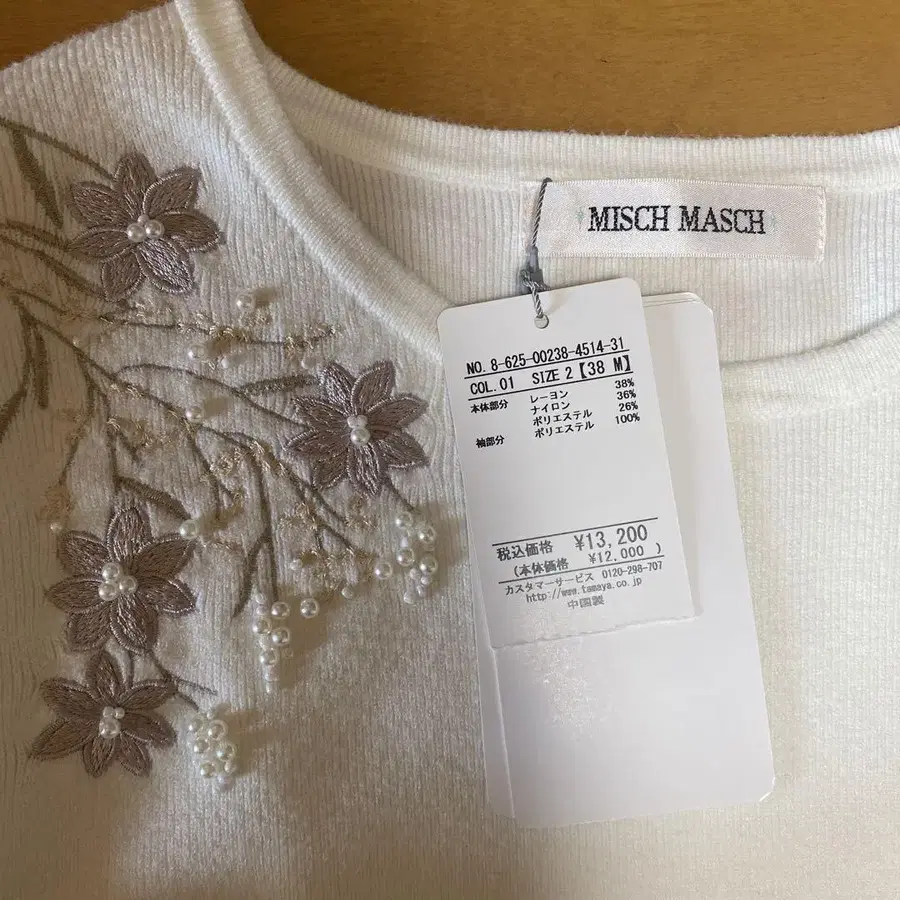 MISCH MASCH
NO. 8-625-00238-4514-31
COL.01 SIZE 2【38 M】
本体部分 レーヨン 38%
ナイロン 36%
ポリエステル 26%
袖部分 ポリエステル 100%
税込価格 ¥13,200
(本体価格 ¥12,000 )
カスタマーサービス 0120-298-707
http://www.tamaya.co.jp
中国製